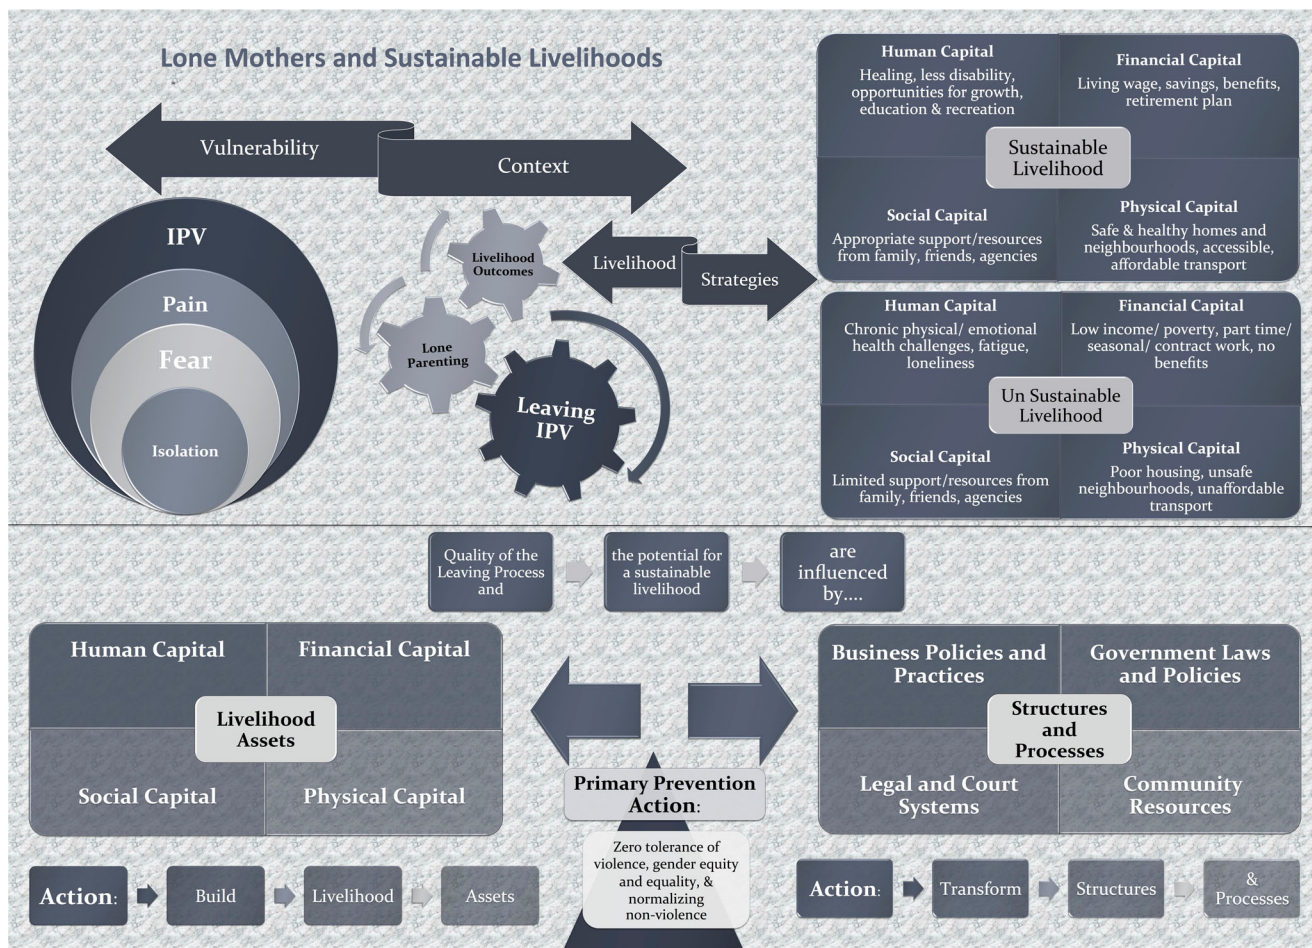 Lone Mothers and Sustainable Livelihoods
Vulnerability
Context
IPV
Pain
Fear
Isolation
Livelihood
Outcomes
Lone
Parenting
Leaving
IPV
Livelihood
Strategies
Human Capital
Healing, less disability,
opportunities for growth,
education & recreation
Financial Capital
Living wage, savings, benefits,
retirement plan
Sustainable
Livelihood
Social Capital
Appropriate support/resources
from family, friends, agencies
Physical Capital
Safe & healthy homes and
neighbourhoods, accessible,
affordable transport
Human Capital
Chronic physical/ emotional
health challenges, fatigue,
loneliness
Financial Capital
Low income/ poverty, part time/
seasonal/ contract work, no
benefits
Un Sustainable
Livelihood
Social Capital
Limited support/resources from
family, friends, agencies
Physical Capital
Poor housing, unsafe
neighbourhoods, unaffordable
transport
Quality of the
Leaving Process
and
the potential for
a sustainable
livelihood
are
influenced
by....
Human Capital
Financial Capital
Livelihood
Assets
Social Capital
Physical Capital
Business Policies and
Practices
Government Laws
and Policies
Structures
and
Processes
Legal and Court
Systems
Community
Resources
Primary Prevention
Action:
Zero tolerance of
violence, gender equity
and equality, &
normalizing
non-violence
Action:
Build
Livelihood
Assets
Action:
Transform
Structures
&
Processes